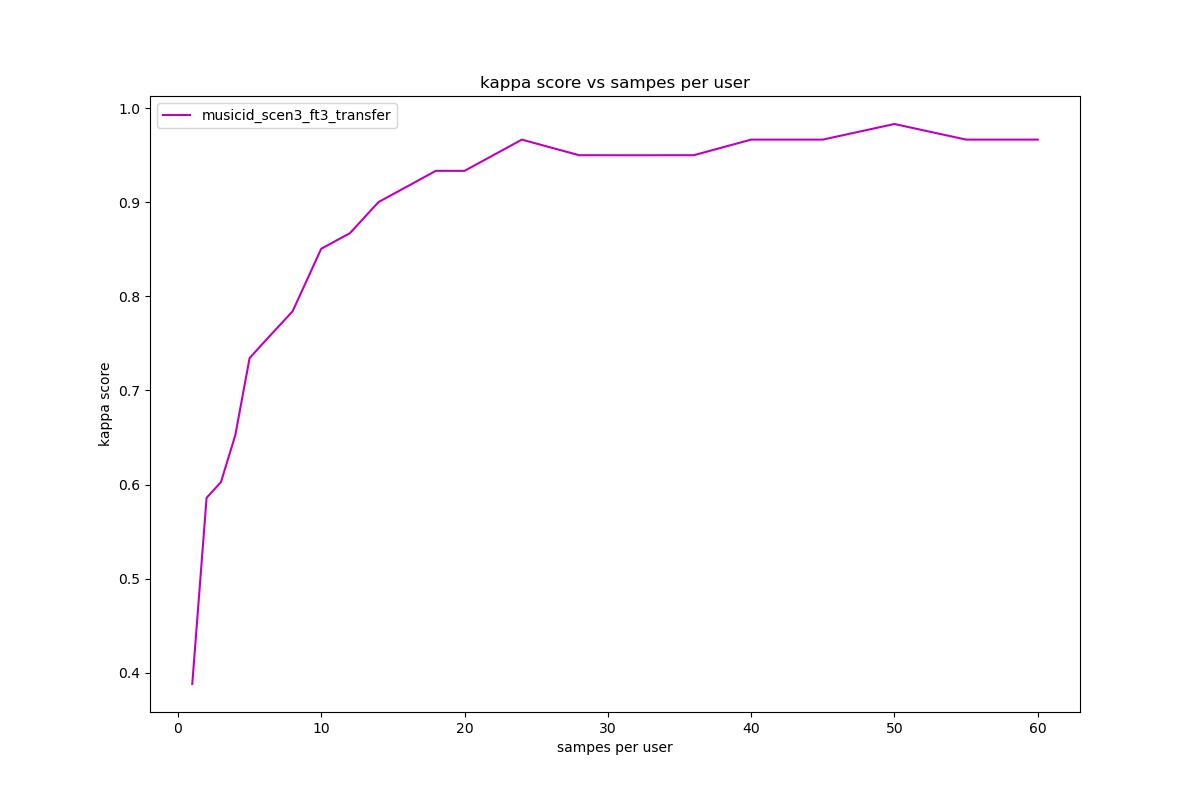 kappa score vs sampes per user
musicid_scen3_ft3_transfer
kappa score
1.0
0.9
0.8
0.7
0.6
0.5
0.4
0 10 20 30 40 50 60
sampes per user